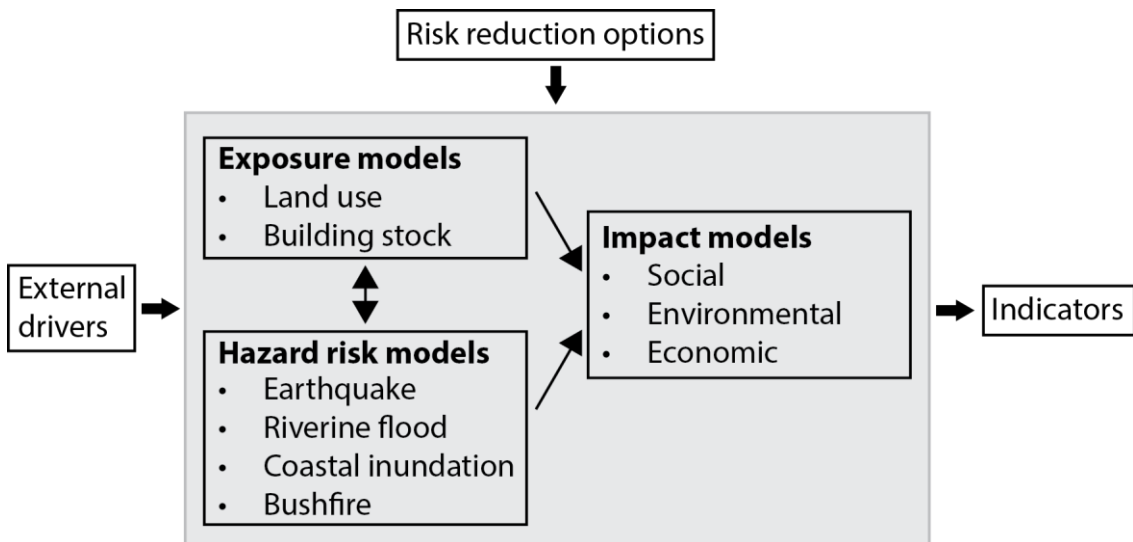 Risk reduction options
Exposure models
• Land use
• Building stock
Impact models
• Social
• Environmental
• Economic
External
drivers
Indicators
Hazard risk models
• Earthquake
• Riverine flood
• Coastal inundation
• Bushfire